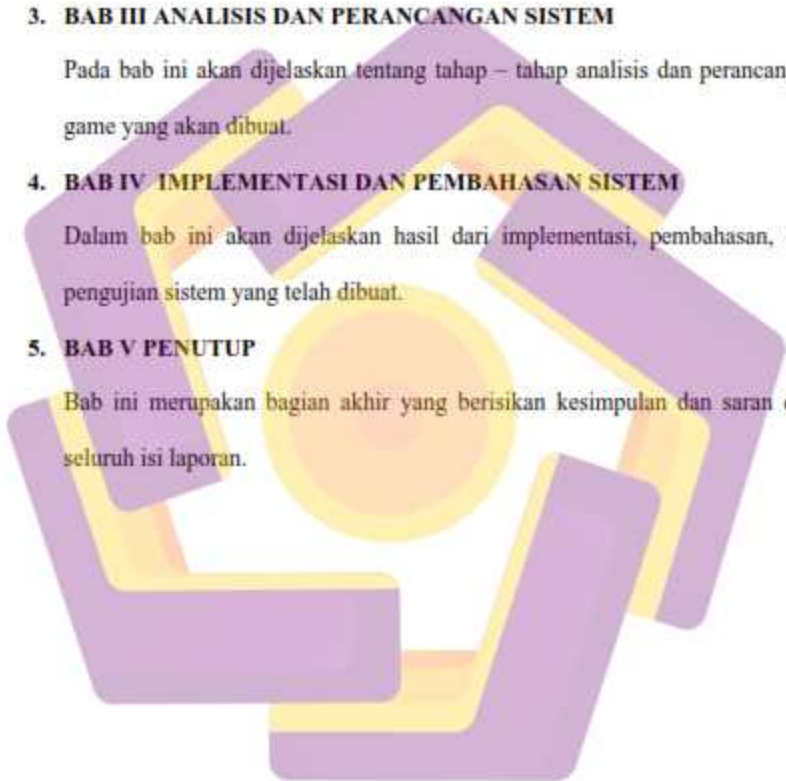 3. BAB III ANALISIS DAN PERANCANGAN SISTEM
Pada bab ini akan dijelaskan tentang tahap – tahap analisis dan perancan
game yang akan dibuat.
4. BAB IV IMPLEMENTASI DAN PEMBAHASAN SISTEM
Dalam bab ini akan dijelaskan hasil dari implementasi, pembahasan,
pengujian sistem yang telah dibuat.
5. BAB V PENUTUP
Bab ini merupakan bagian akhir yang berisikan kesimpulan dan saran
seluruh isi laporan.